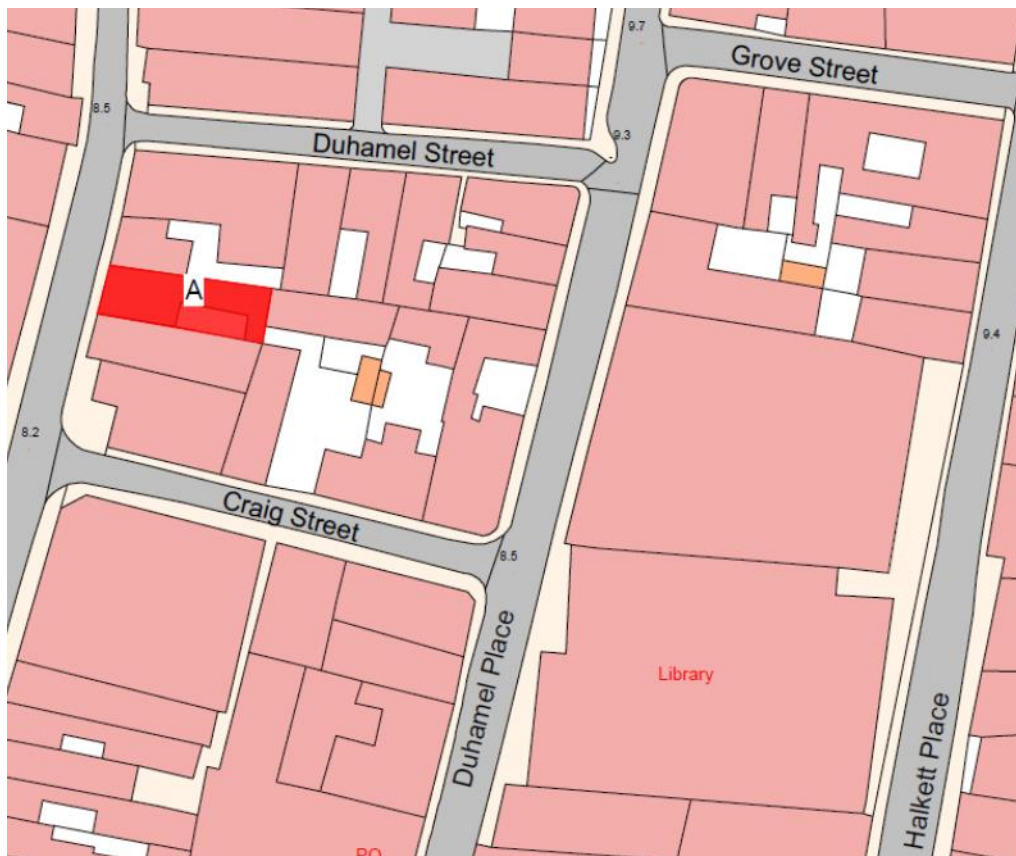 9.7
Grove Street
8.5
9.3
Duhamel Street
A
9.4
8.2
Craig Street
8.5
Duhamel Place
Library
Halkett Place
PO